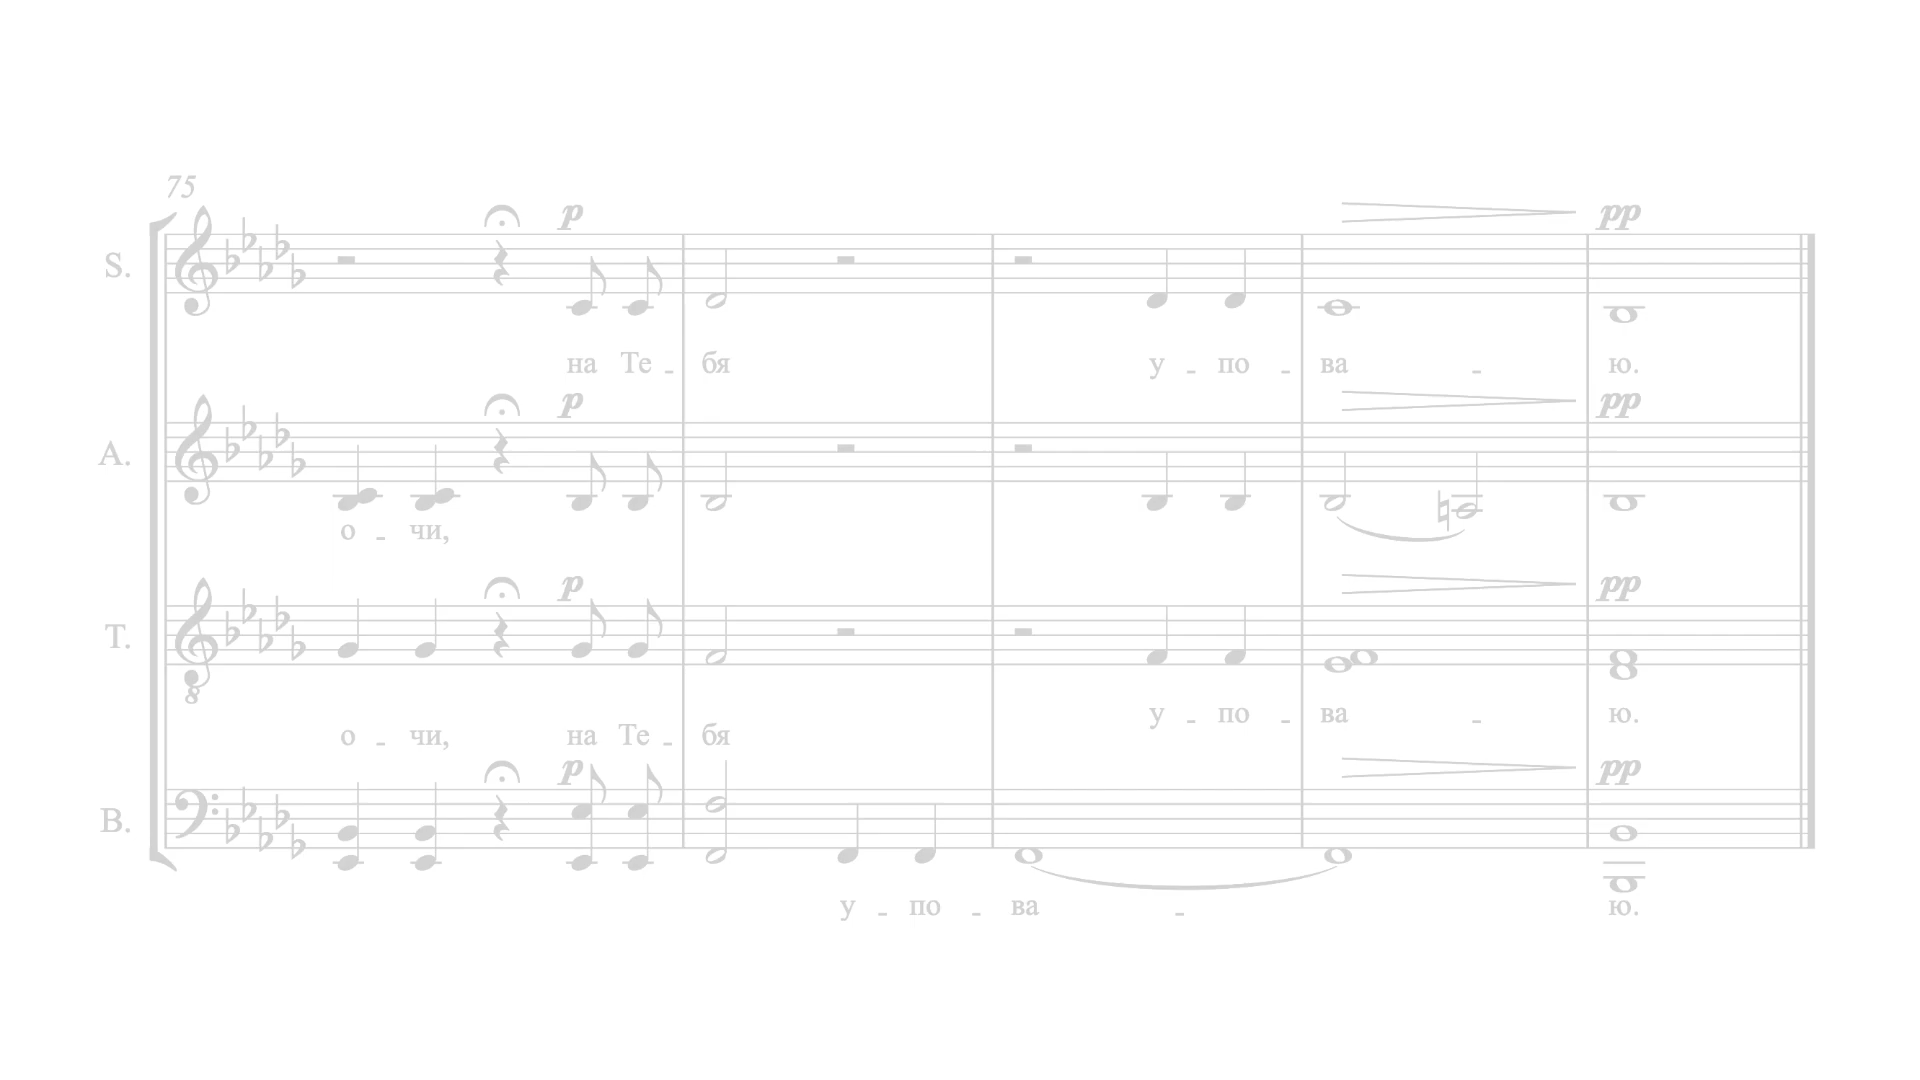 75
p pp
S.
на Те - бя у - по - ва - ю.
p pp
A.
о - чи,
p pp
T.
8
у - по - ва - ю.
о - чи, на Те - бя
p pp
B.
у - по - ва - ю.